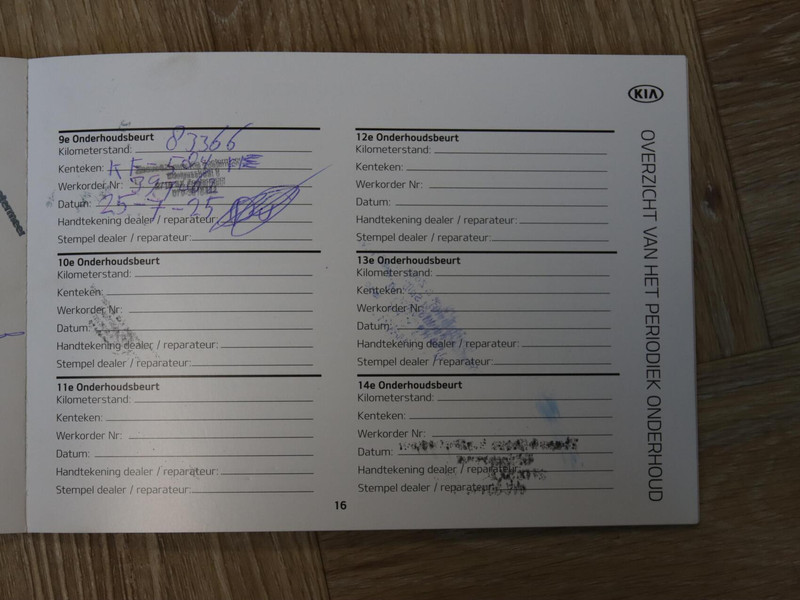 KIA
OVERZICHT VAN HET PERIODIEK ONDERHOUD
9e Onderhoudsbeurt
Kilometerstand: 83366
Kenteken:
Werkorder Nr:
Datum: 25-7-25
Handtekening dealer / reparateur:
Stempel dealer / reparateur:
10e Onderhoudsbeurt
Kilometerstand:
Kenteken:
Werkorder Nr:
Datum:
Handtekening dealer / reparateur:
Stempel dealer / reparateur:
11e Onderhoudsbeurt
Kilometerstand:
Kenteken:
Werkorder Nr:
Datum:
Handtekening dealer / reparateur:
Stempel dealer / reparateur:
12e Onderhoudsbeurt
Kilometerstand:
Kenteken:
Werkorder Nr:
Datum:
Handtekening dealer / reparateur:
Stempel dealer / reparateur:
13e Onderhoudsbeurt
Kilometerstand:
Kenteken:
Werkorder Nr:
Datum:
Handtekening dealer / reparateur:
Stempel dealer / reparateur:
14e Onderhoudsbeurt
Kilometerstand:
Kenteken:
Werkorder Nr:
Datum:
Handtekening dealer / reparateur:
Stempel dealer / reparateur:
16